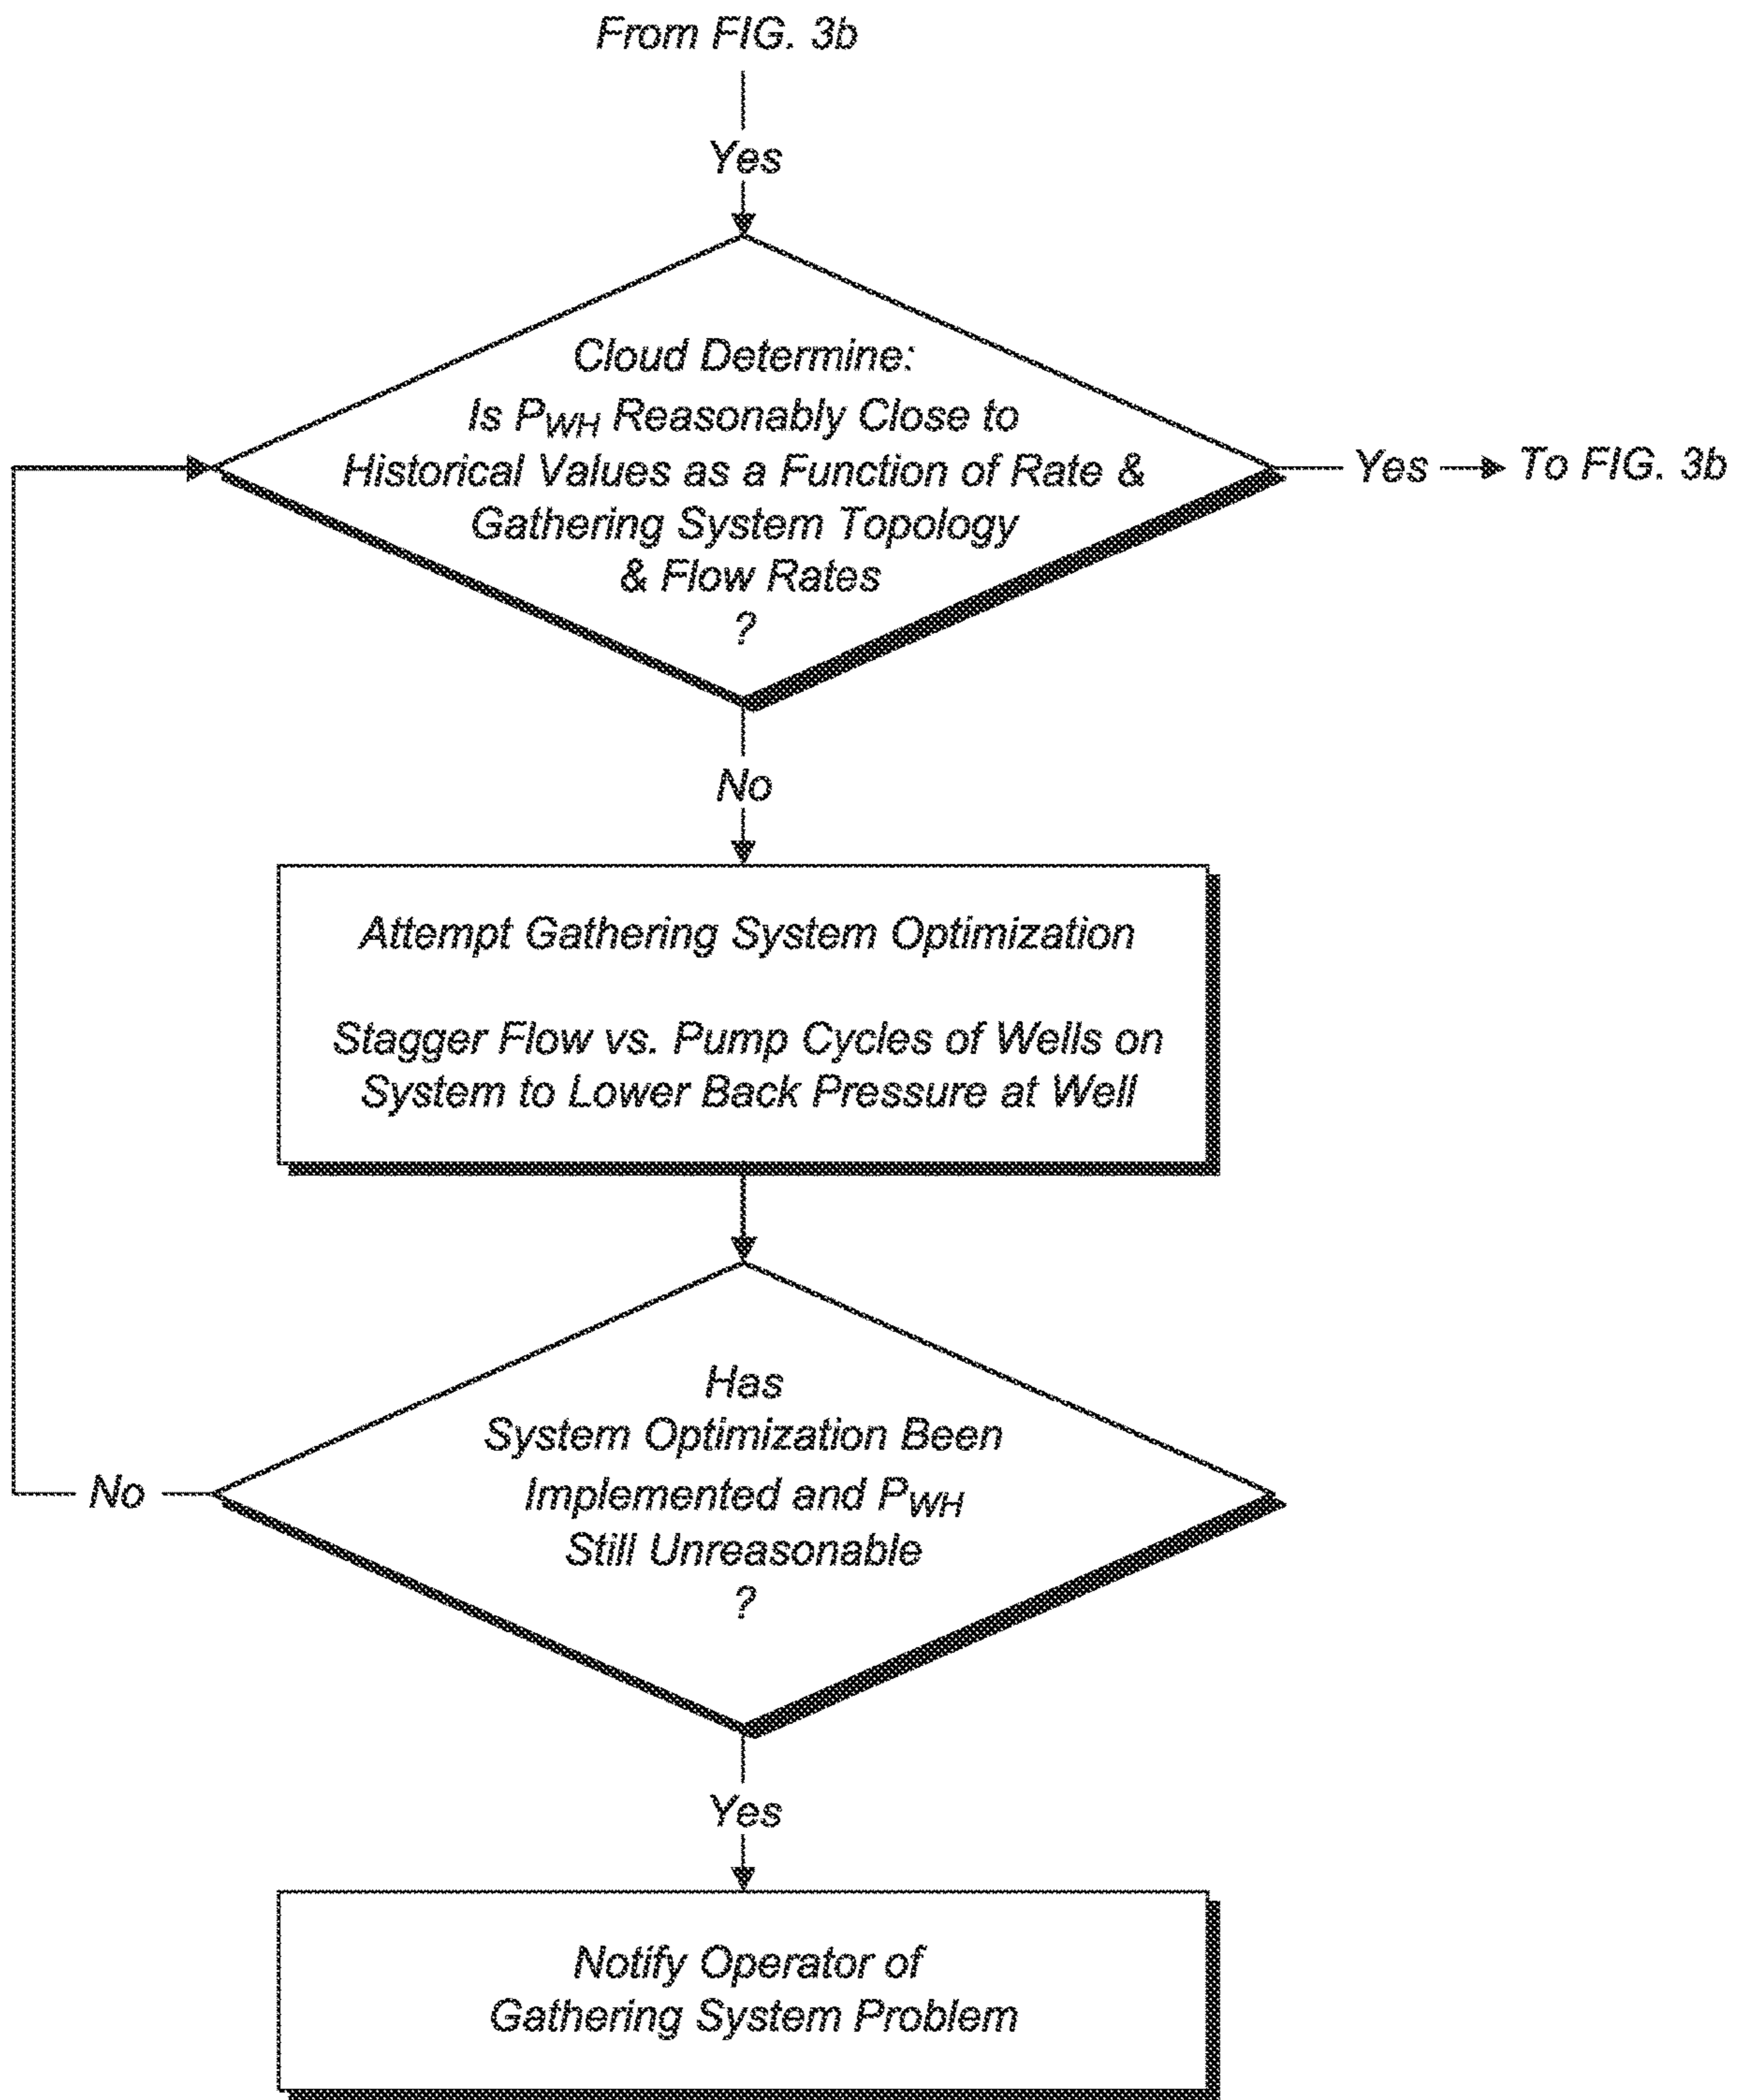 From FIG. 3b
Yes
Cloud Determine:
Is PWH Reasonably Close to
Historical Values as a Function of Rate &
Gathering System Topology
& Flow Rates
?
Yes
To FIG. 3b
No
Attempt Gathering System Optimization
Stagger Flow vs. Pump Cycles of Wells on
System to Lower Back Pressure at Well
Has
System Optimization Been
Implemented and PWH
Still Unreasonable
?
No
Yes
Notify Operator of
Gathering System Problem